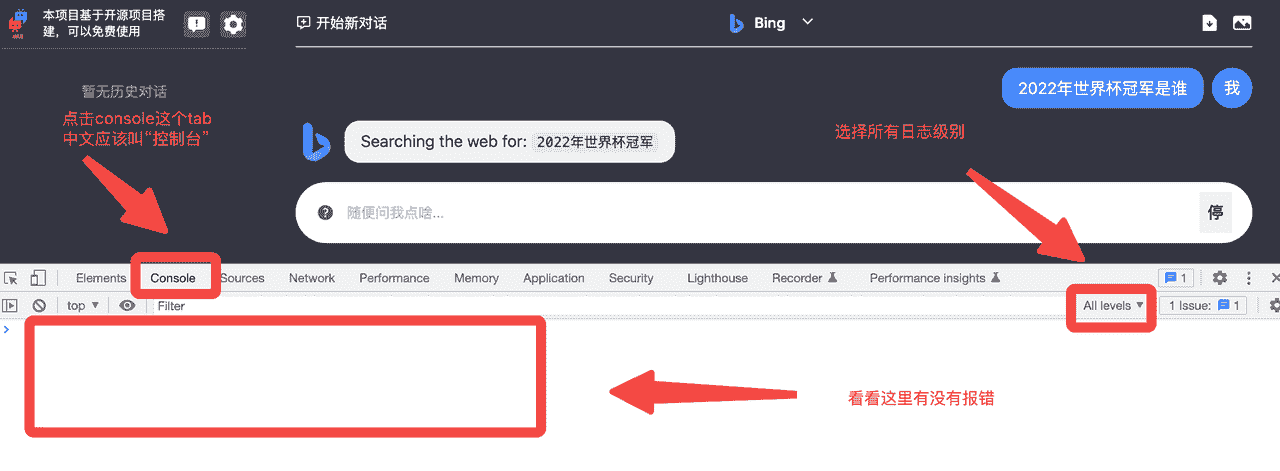 本项目基于开源项目搭
建，可以免费使用
开始新对话
Bing
暂无历史对话
点击console这个tab
中文应该叫“控制台”
2022年世界杯冠军是谁
我
选择所有日志级别
Searching the web for: 2022年世界杯冠军
随便问我点啥...
停
Elements Console Sources Network Performance Memory Application Security Lighthouse Recorder Performance insights 1
top Filter All levels 1 Issue: 1
看看这里有没有报错